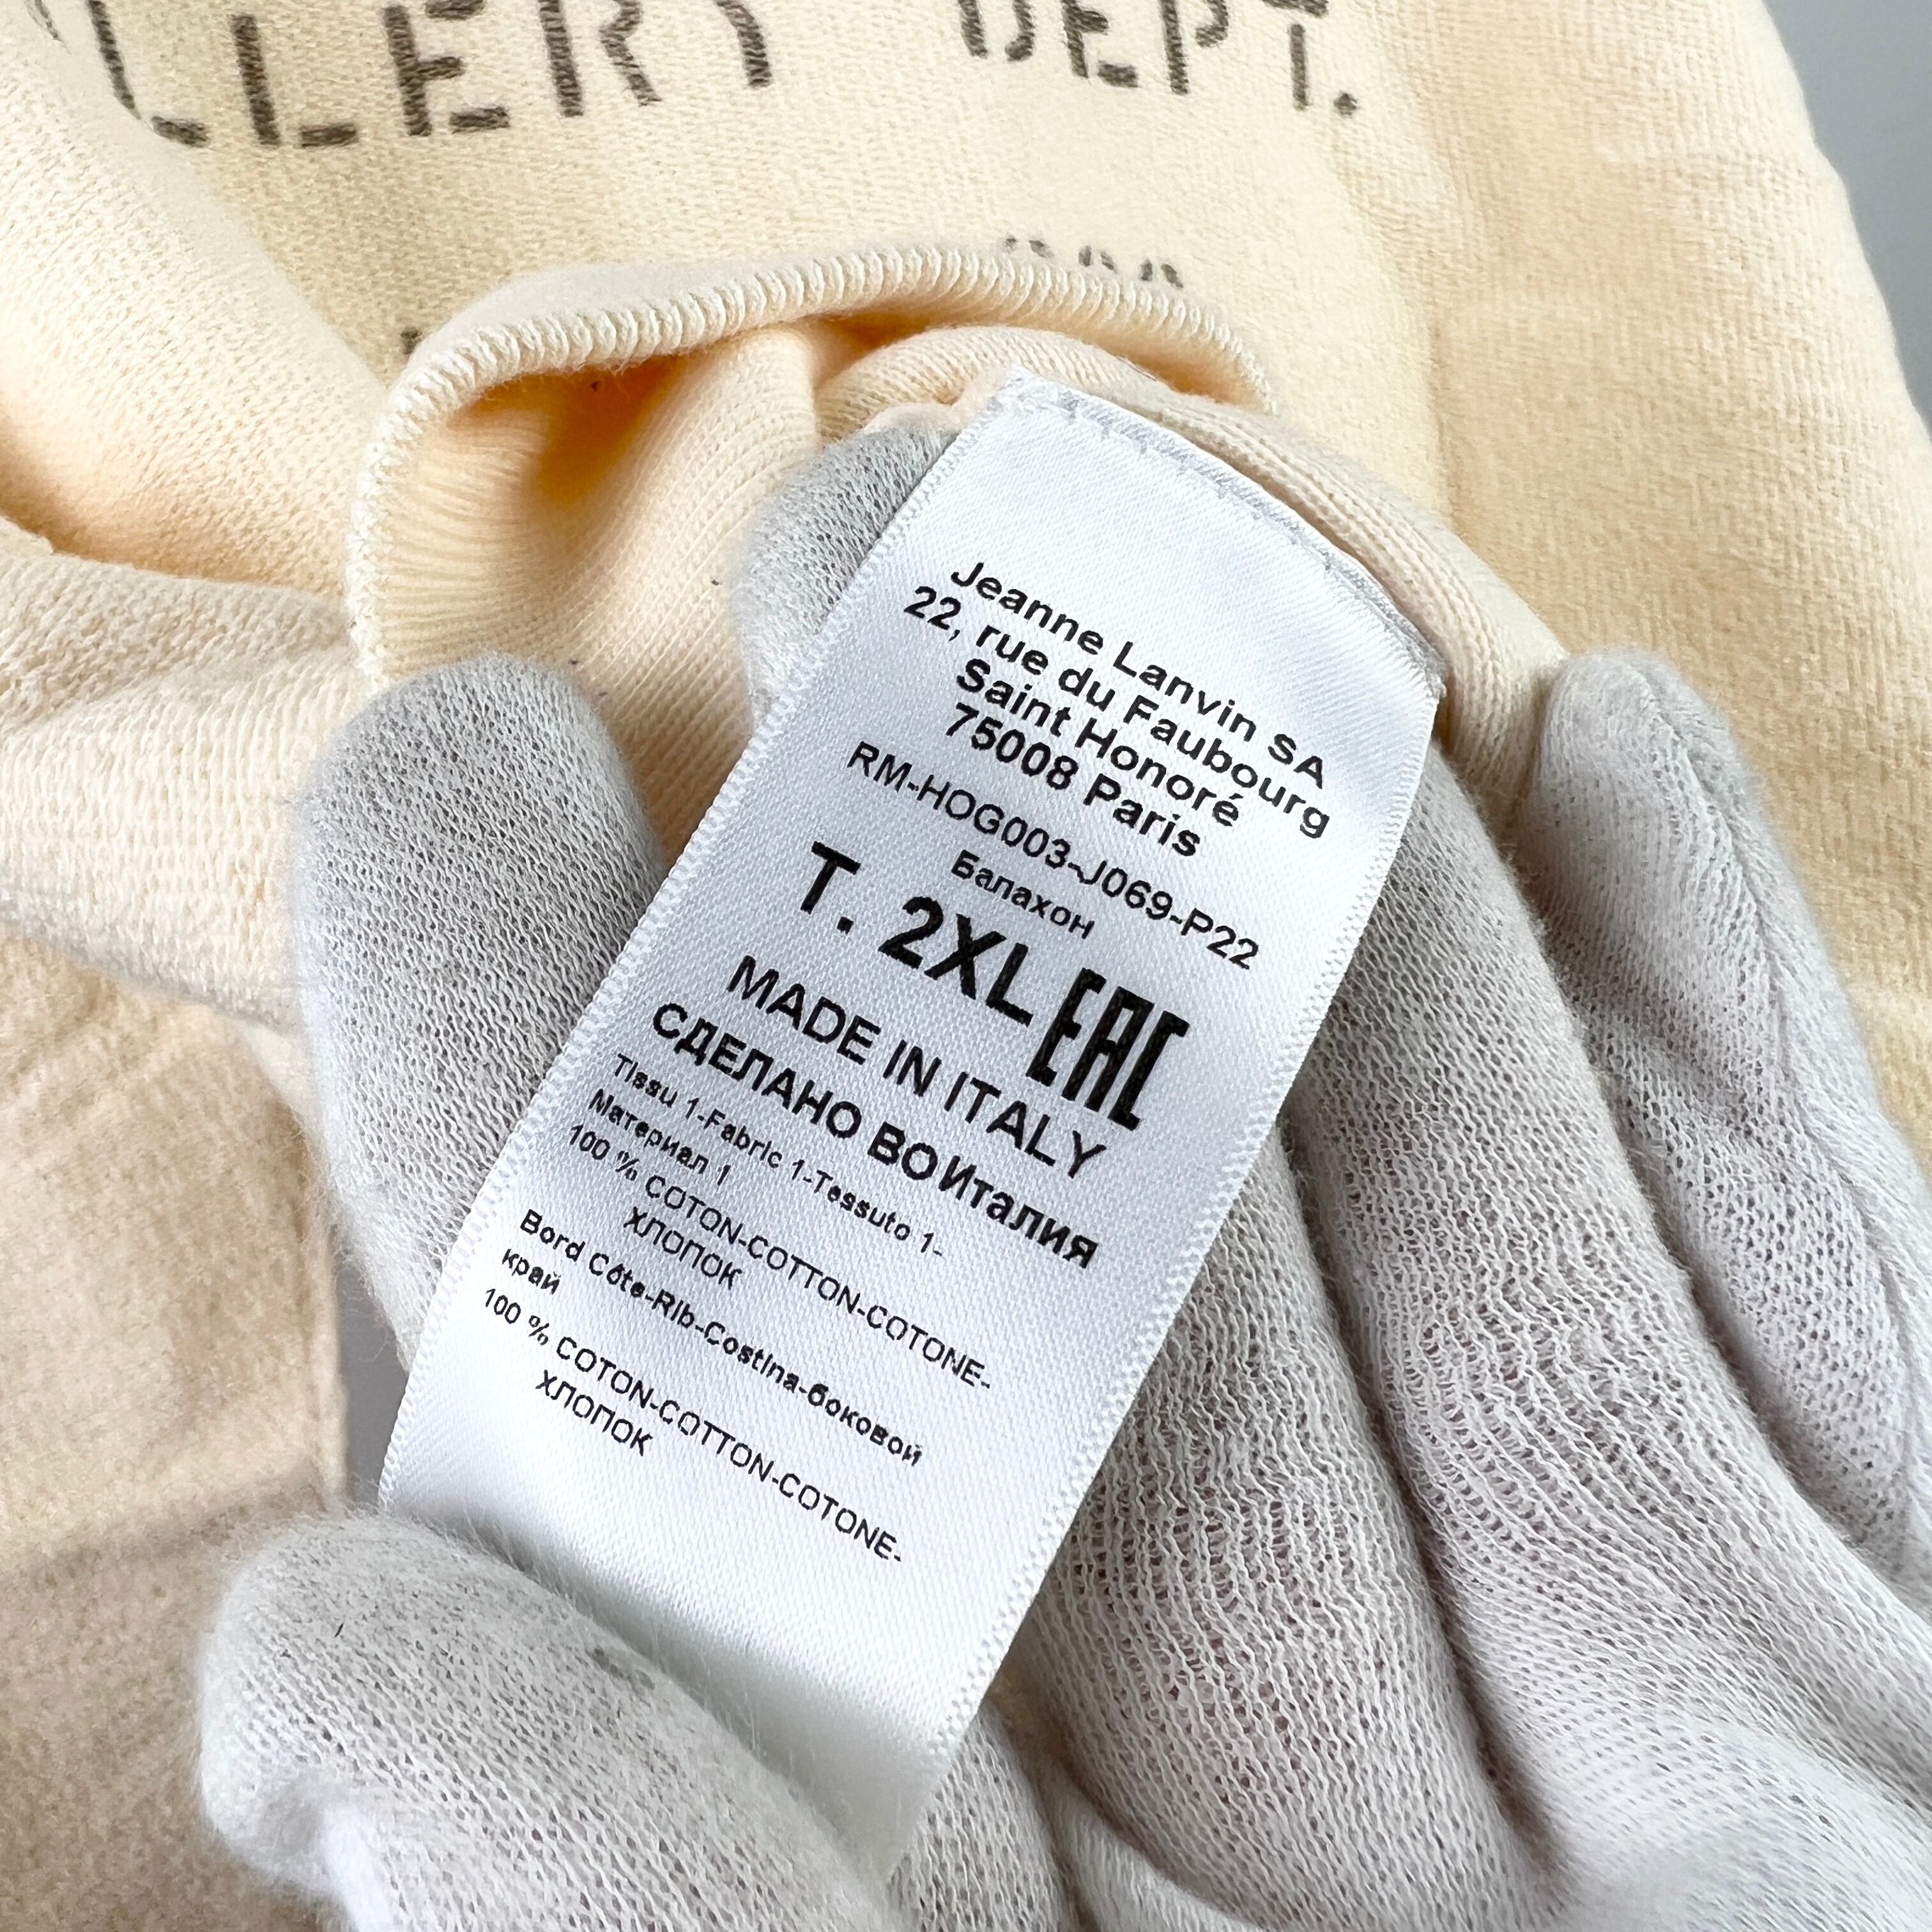 LLERY DEPT.
Jeanne Lanvin SA
22, rue du Faubourg
Saint Honoré
75008 Paris
RM-HOG003-J069-P22
Балахон
T. 2XL EAC
MADE IN ITALY
СДЕЛАНО ВО Италия
Tissu 1-Fabric 1-Tessuto 1-
Материал 1
100 % COTON-COTTON-COTONE-
ХЛОПОК
Bord Côte-Rib-Costina-боковой
край
100 % COTON-COTTON-COTONE-
ХЛОПОК